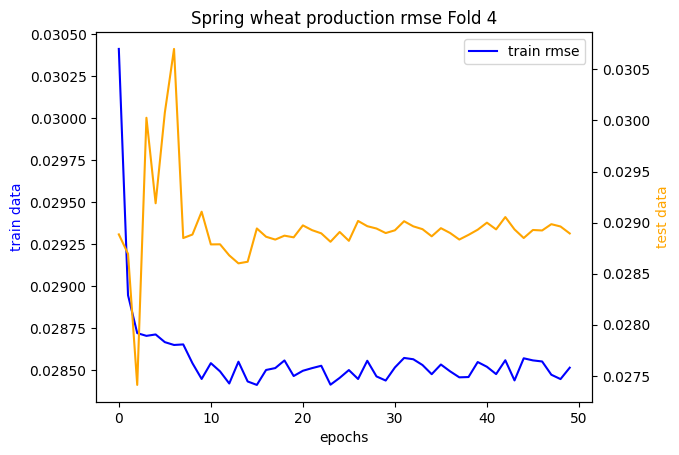 Spring wheat production rmse Fold 4
train rmse
train data
0.03050
0.03025
0.03000
0.02975
0.02950
0.02925
0.02900
0.02875
0.02850
0.0305
0.0300
0.0295
0.0290
0.0285
0.0280
0.0275
test data
0 10 20 30 40 50
epochs